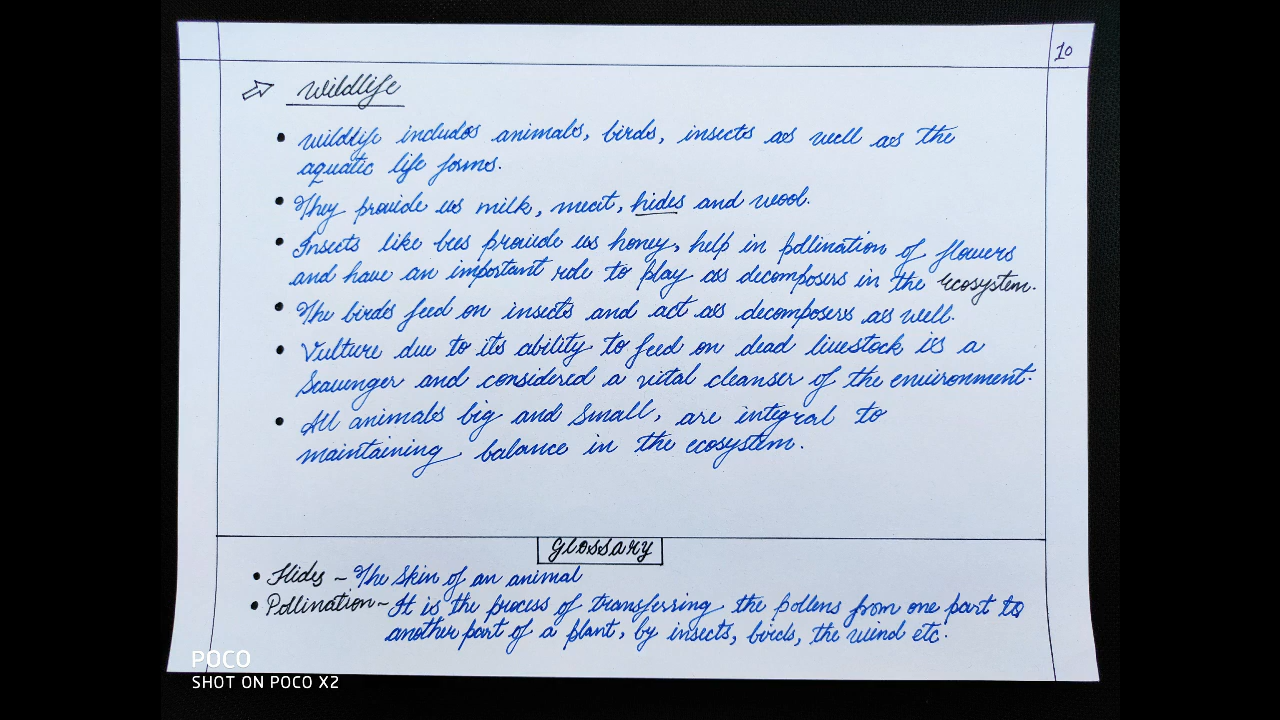 10
⇒ Wildlife
• Wildlife includes animals, birds, insects as well as the
aquatic life forms.
• They provide us milk, meat, hides and wool.
• Insects like bees provide us honey, help in pollination of flowers
and have an important role to play as decomposers in the ecosystem.
• The birds feed on insects and act as decomposers as well.
• Vulture due to its ability to feed on dead livestock is a
Scavenger and considered a vital cleanser of the environment.
• All animals big and small, are integral to
maintaining balance in the ecosystem.
Glossary
• Hides ~ The Skin of an animal
• Pollination ~ It is the process of transferring the pollens from one part to
another part of a plant, by insects, birds, the wind etc.
POCO
SHOT ON POCO X2